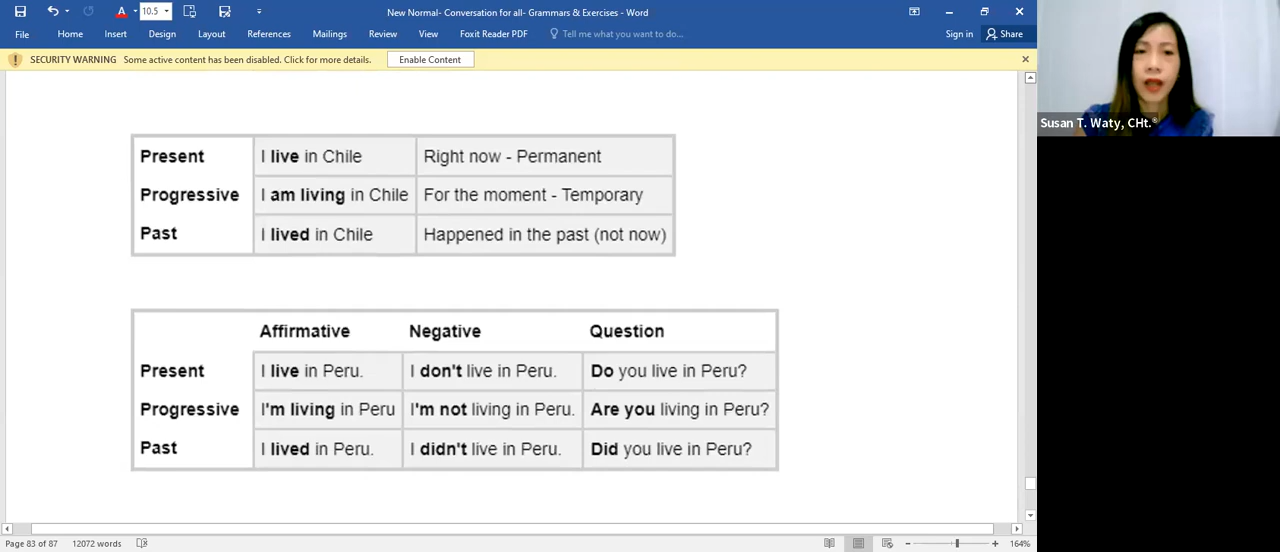 10.5
New Normal- Conversation for all- Grammars & Exercises - Word
File Home Insert Design Layout References Mailings Review View Foxit Reader PDF Tell me what you want to do... Sign in Share
SECURITY WARNING Some active content has been disabled. Click for more details. Enable Content
Susan T. Waty, CHt.®
Present I live in Chile Right now - Permanent
Progressive I am living in Chile For the moment - Temporary
Past I lived in Chile Happened in the past (not now)
Affirmative Negative Question
Present I live in Peru. I don't live in Peru. Do you live in Peru?
Progressive I'm living in Peru I'm not living in Peru. Are you living in Peru?
Past I lived in Peru. I didn't live in Peru. Did you live in Peru?
Page 83 of 87 12072 words 164%